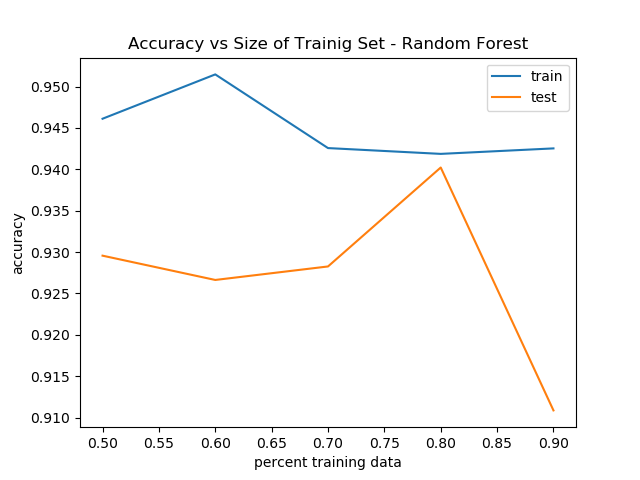 Accuracy vs Size of Trainig Set - Random Forest
train
test
0.950
0.945
0.940
0.935
0.930
0.925
0.920
0.915
0.910
accuracy
0.50 0.55 0.60 0.65 0.70 0.75 0.80 0.85 0.90
percent training data